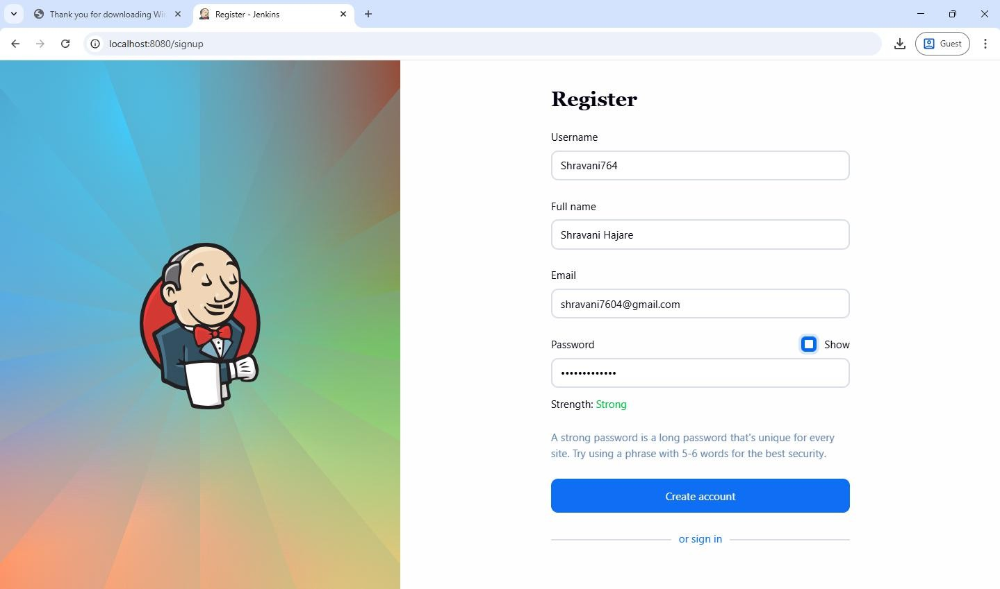 Thank you for downloading Wi
Register - Jenkins
localhost:8080/signup
Guest
Register
Username
Shravani764
Full name
Shravani Hajare
Email
shravani7604@gmail.com
Password
Show
•••••••••••••
Strength: Strong
A strong password is a long password that's unique for every
site. Try using a phrase with 5-6 words for the best security.
Create account
or sign in